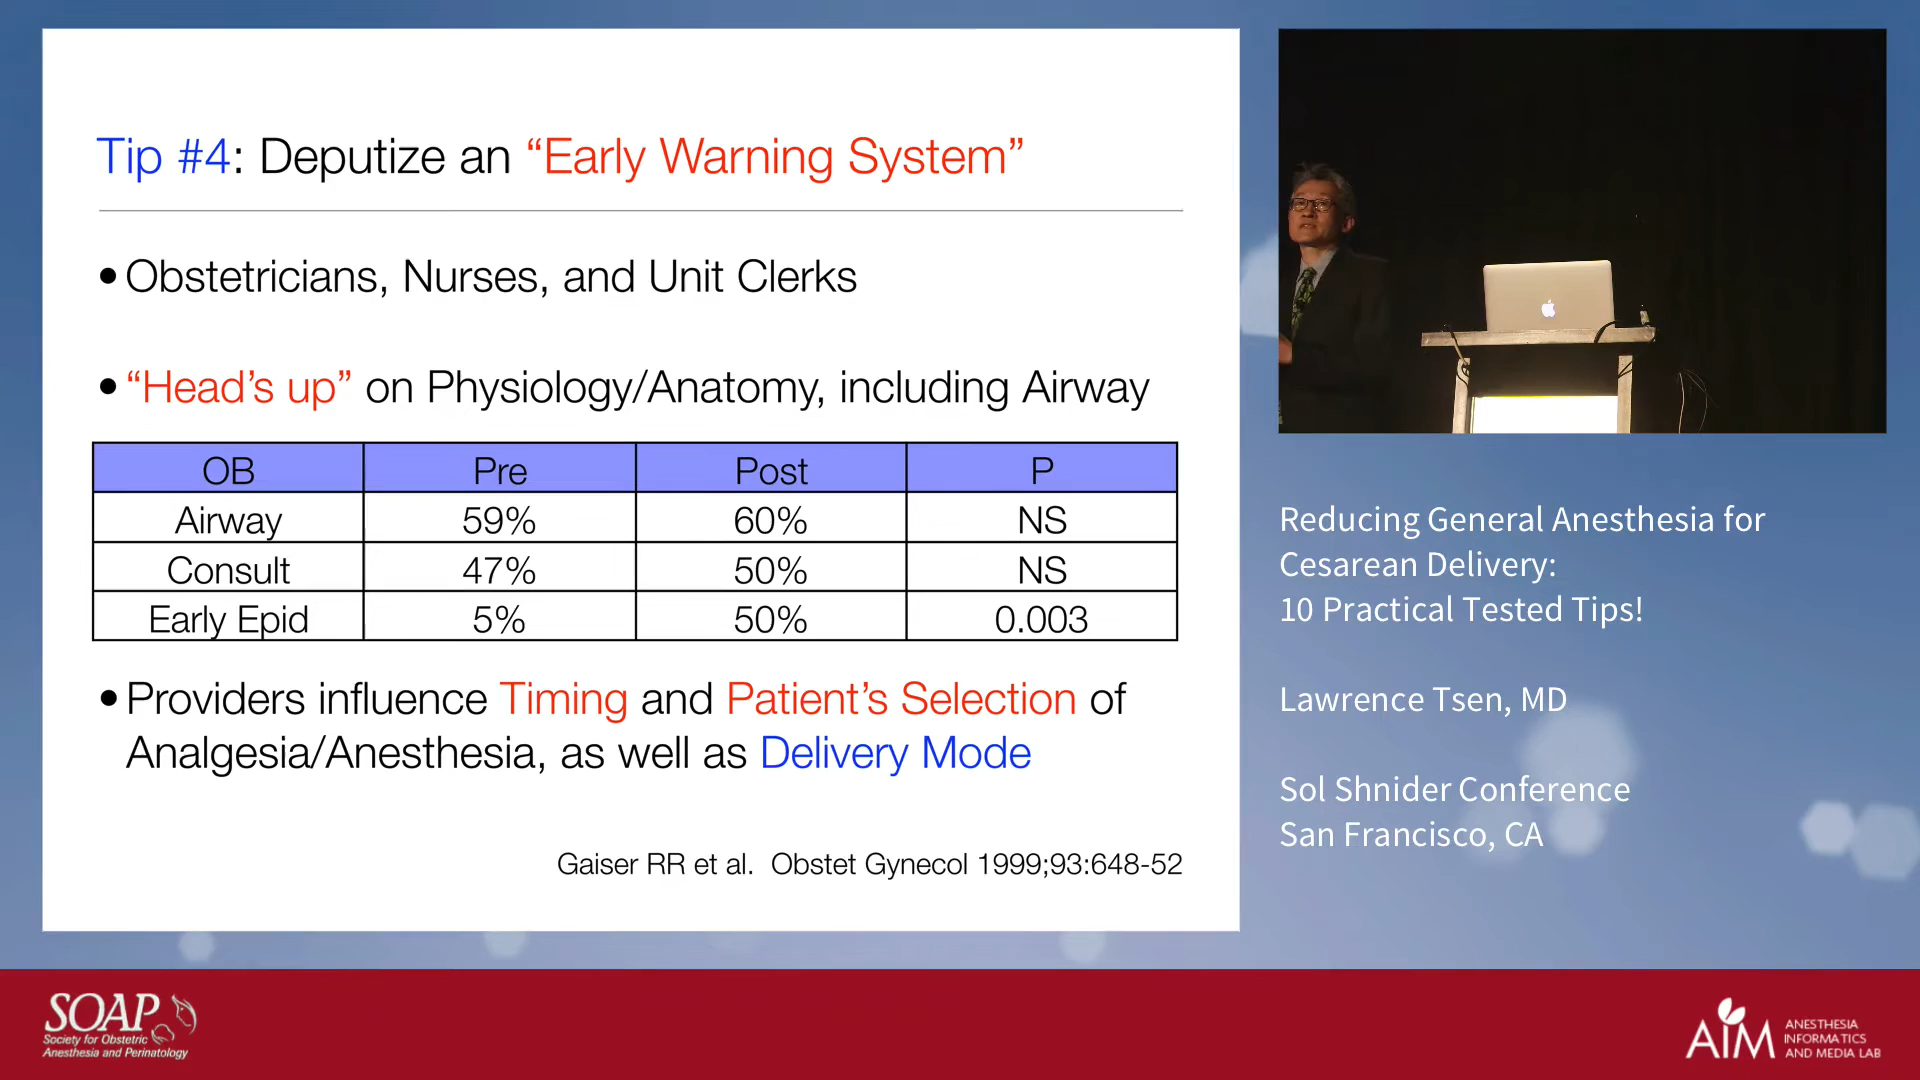 Tip #4: Deputize an “Early Warning System”
•Obstetricians, Nurses, and Unit Clerks
•“Head’s up” on Physiology/Anatomy, including Airway
OB Pre Post P
Airway 59% 60% NS
Consult 47% 50% NS
Early Epid 5% 50% 0.003
•Providers influence Timing and Patient’s Selection of
Analgesia/Anesthesia, as well as Delivery Mode
Gaiser RR et al. Obstet Gynecol 1999;93:648-52
Reducing General Anesthesia for
Cesarean Delivery:
10 Practical Tested Tips!
Lawrence Tsen, MD
Sol Shnider Conference
San Francisco, CA
SOAP
Society for Obstetric
Anesthesia and Perinatology
AIM
ANESTHESIA
INFORMATICS
AND MEDIA LAB